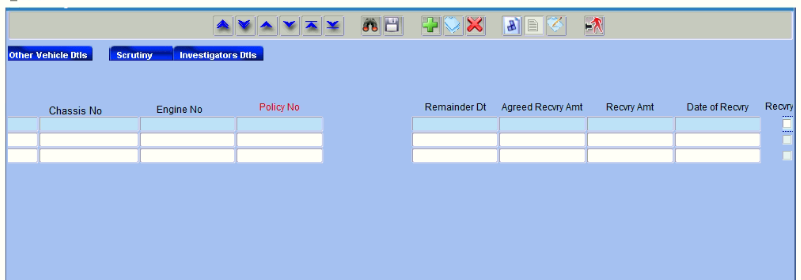 Other Vehicle Dtls Scrutiny Investigators Dtls
Chassis No Engine No Policy No Remainder Dt Agreed Recvry Amt Recvry Amt Date of Recvry Recvry